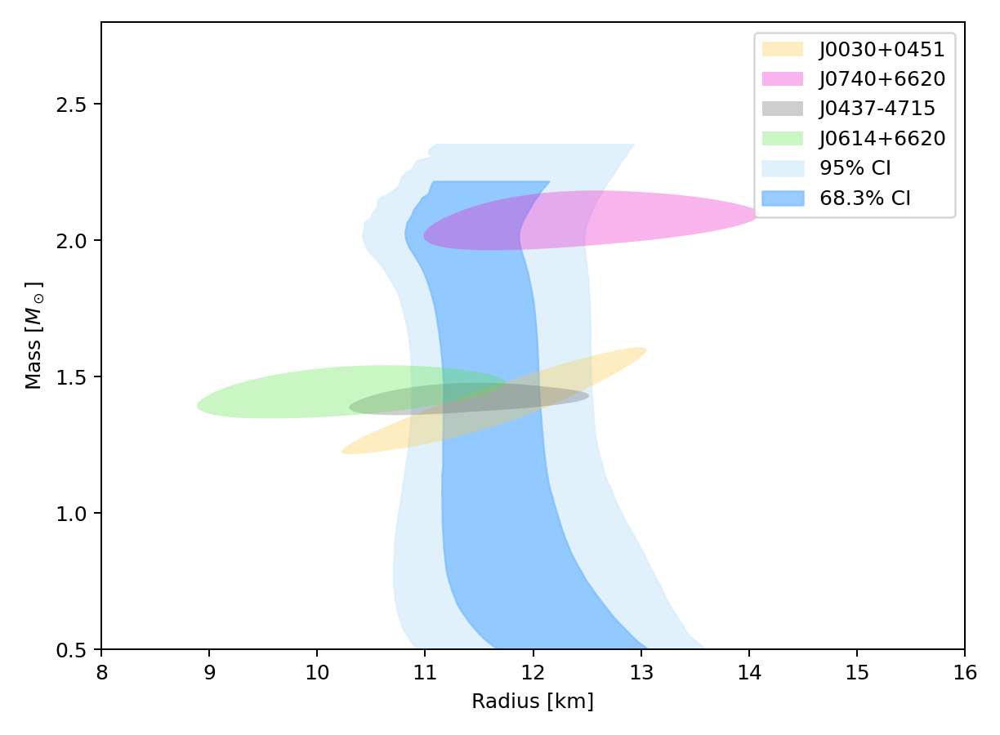 J0030+0451
J0740+6620
J0437-4715
J0614+6620
95% CI
68.3% CI
2.5
2.0
1.5
1.0
0.5
Mass [M⊙]
8 9 10 11 12 13 14 15 16
Radius [km]